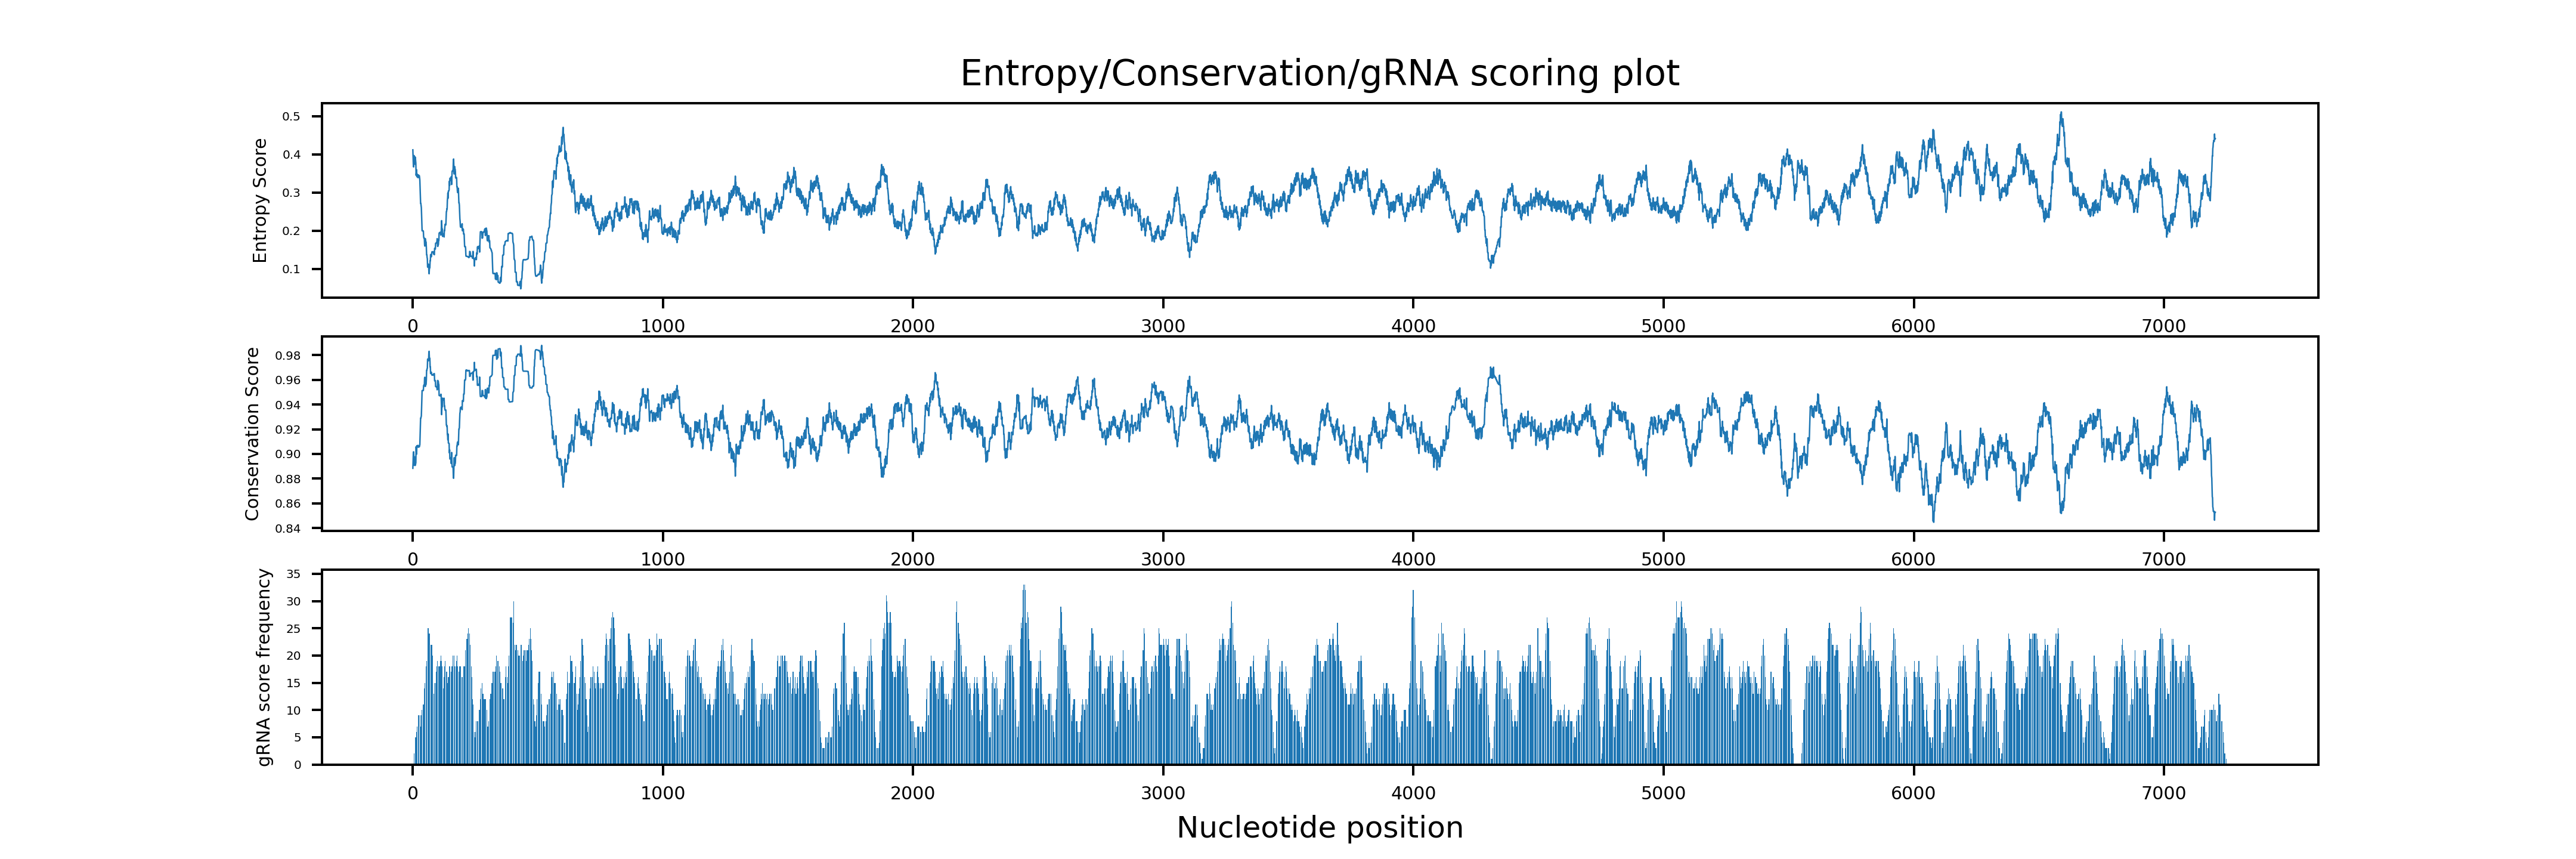 Entropy/Conservation/gRNA scoring plot
Entropy Score
0.5
0.4
0.3
0.2
0.1
0 1000 2000 3000 4000 5000 6000 7000
Conservation Score
0.98
0.96
0.94
0.92
0.90
0.88
0.86
0.84
0 1000 2000 3000 4000 5000 6000 7000
gRNA score frequency
35
30
25
20
15
10
5
0
0 1000 2000 3000 4000 5000 6000 7000
Nucleotide position